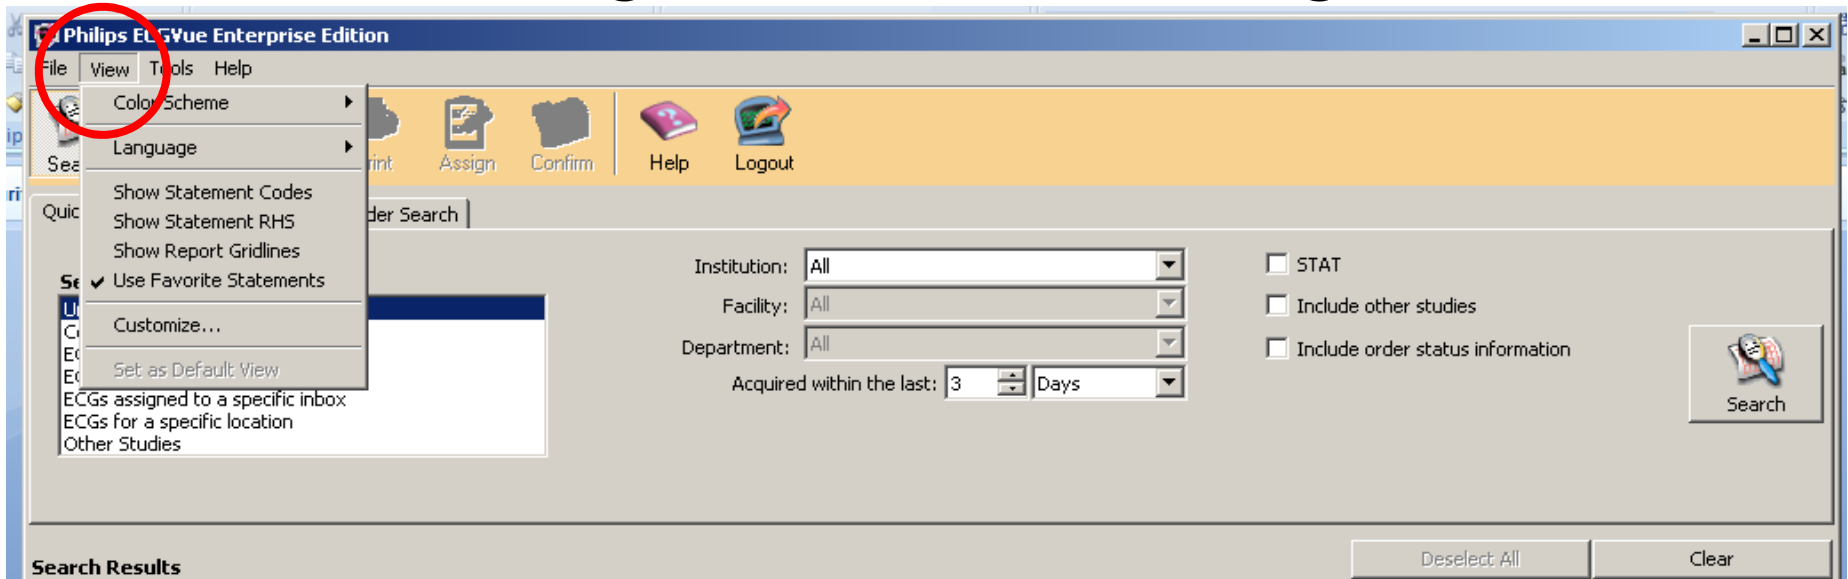 Philips ECGVue Enterprise Edition
File View Tools Help
Color Scheme
Language
Show Statement Codes
Show Statement RHS
Show Report Gridlines
Use Favorite Statements
Customize...
Set as Default View
Assign Confirm Help Logout
Search
Institution: All
Facility: All
Department: All
Acquired within the last: 3 Days
STAT
Include other studies
Include order status information
Search
ECGs assigned to a specific inbox
ECGs for a specific location
Other Studies
Deselect All Clear
Search Results